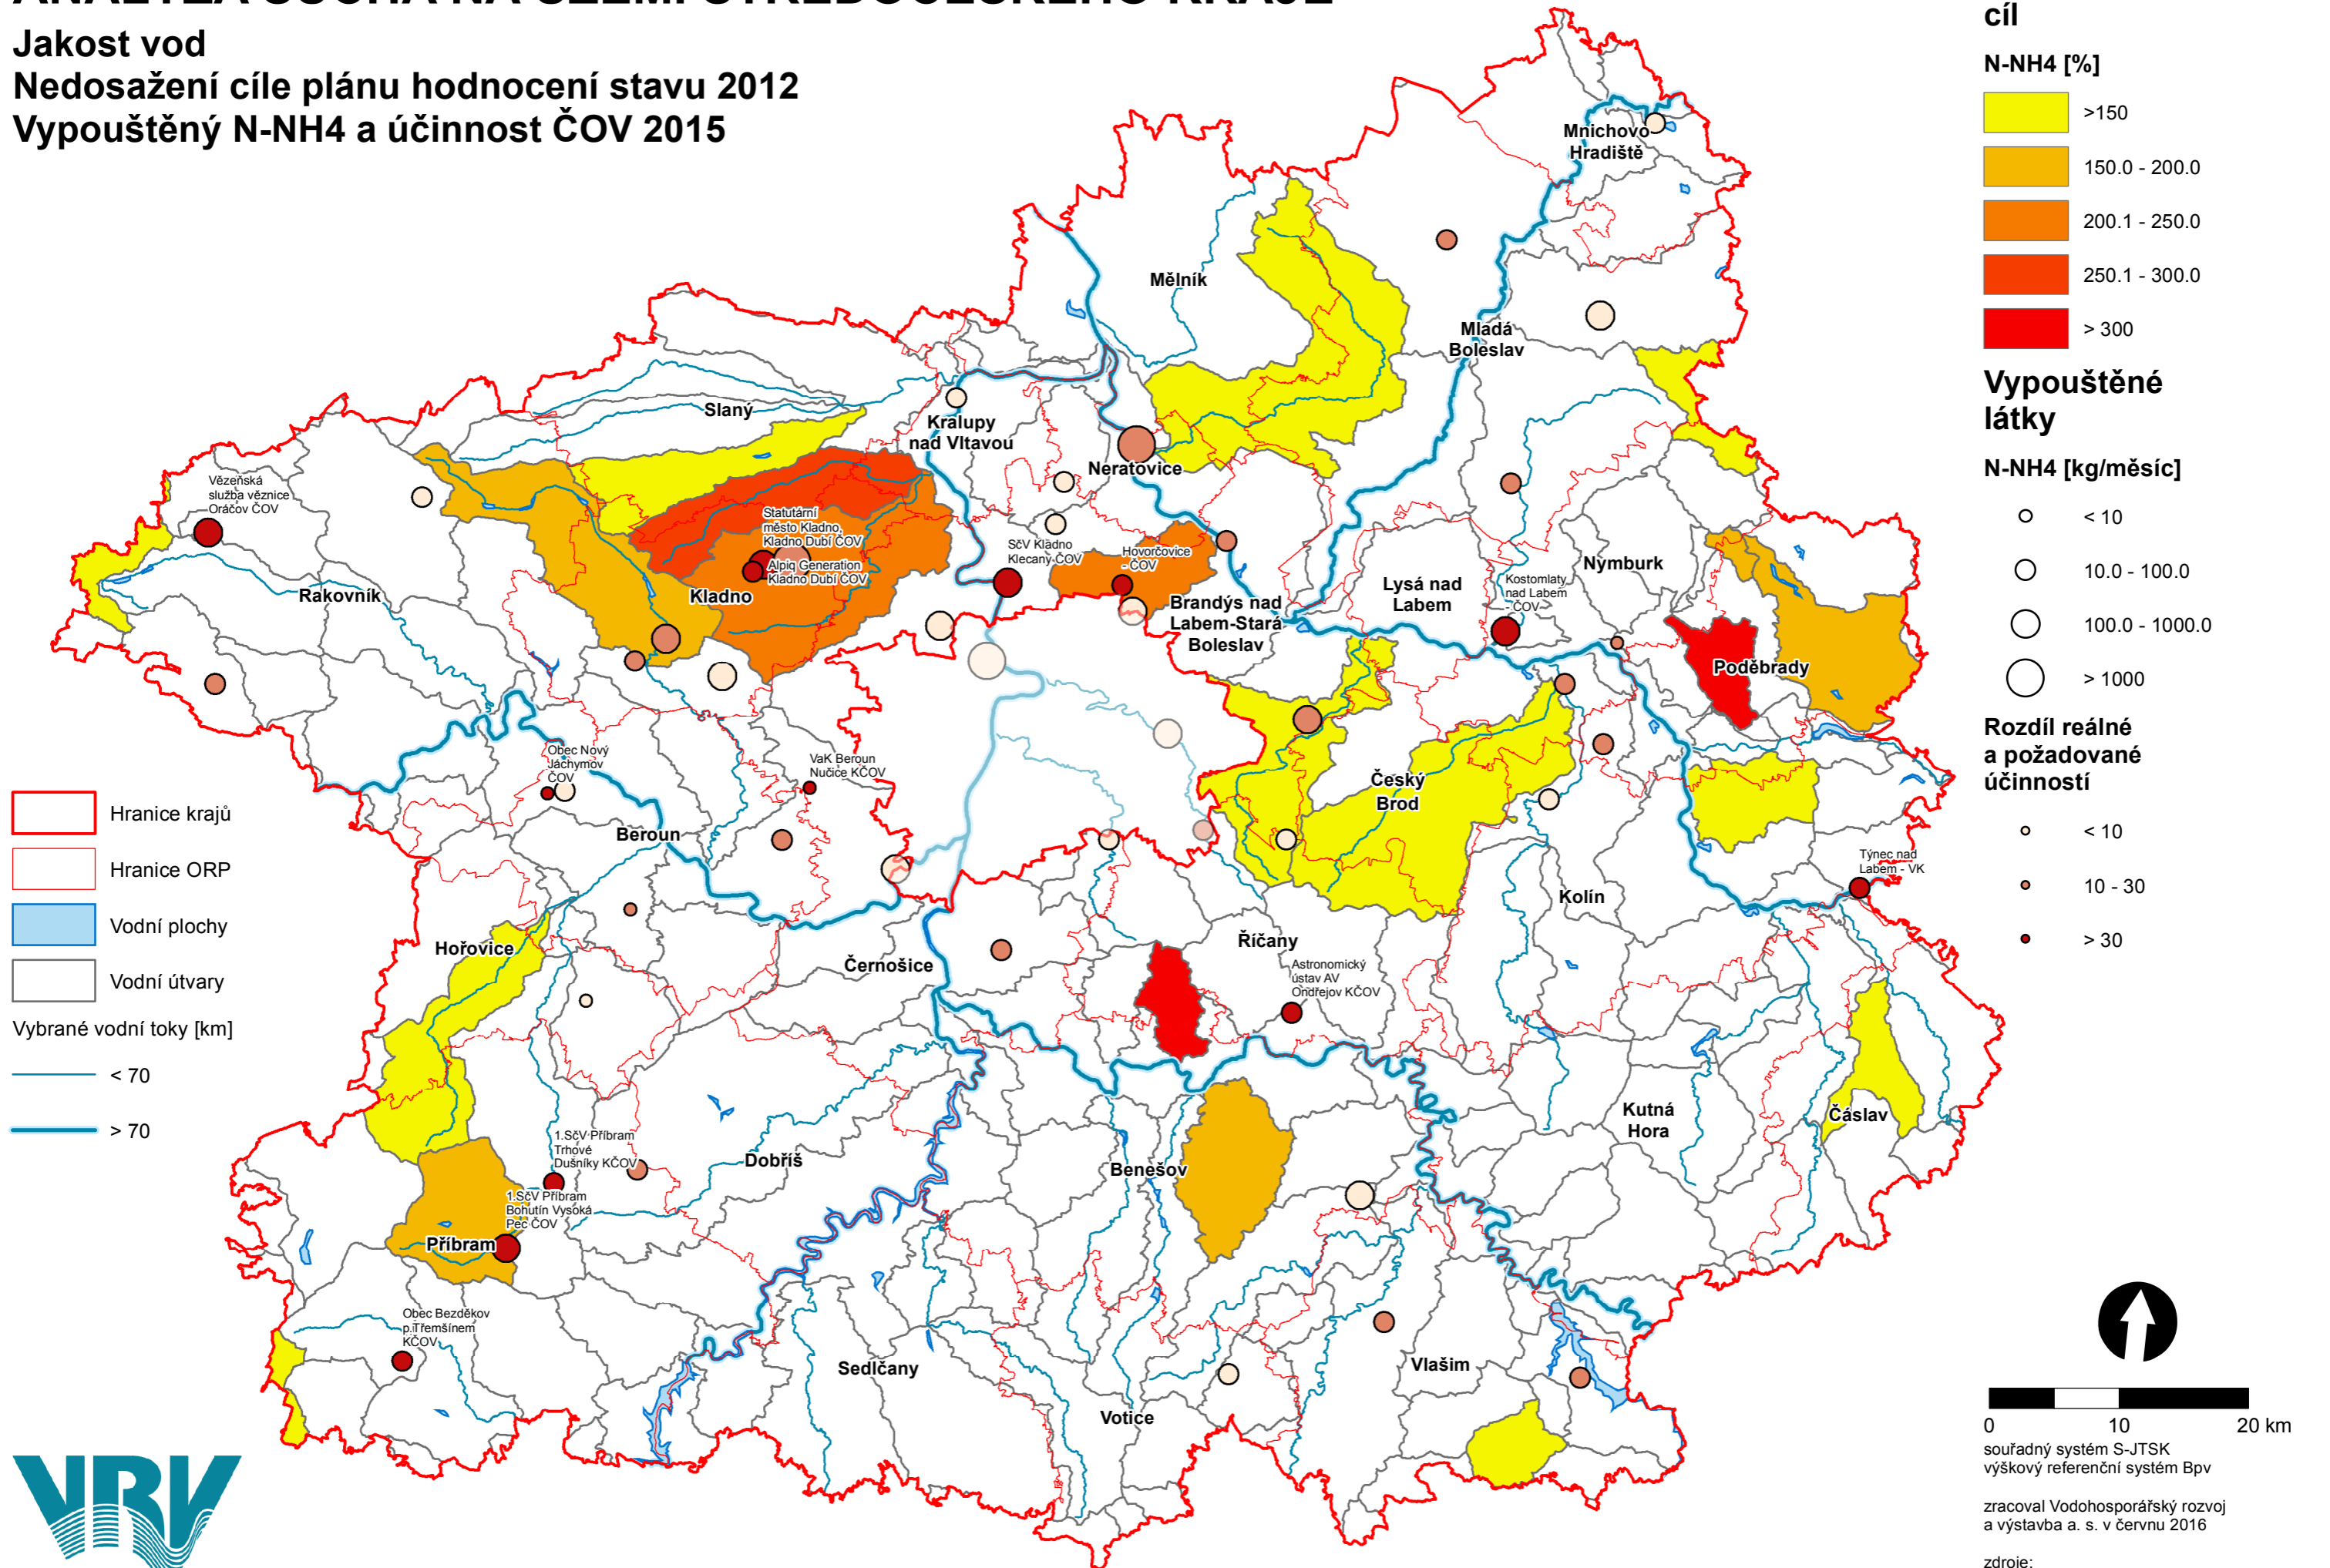 ANALÝZA SUCHA NA ÚZEMÍ STŘEDOČESKÉHO KRAJE
Jakost vod
Nedosažení cíle plánu hodnocení stavu 2012
Vypouštěný N-NH4 a účinnost ČOV 2015
cíl
N-NH4 [%]
>150
150.0 - 200.0
200.1 - 250.0
250.1 - 300.0
> 300
Vypouštěné
látky
N-NH4 [kg/měsíc]
< 10
10.0 - 100.0
100.0 - 1000.0
> 1000
Rozdíl reálné
a požadované
účinností
< 10
10 - 30
> 30
Mnichovo
Hradiště
Mělník
Mladá
Boleslav
Slaný
Kralupy
nad Vltavou
Neratovice
Vězeňská
služba věznice
Oráčov ČOV
Statutární
město Kladno,
Kladno Dubí ČOV
Alpiq Generation
Kladno Dubí ČOV
SčV Kladno
Klecany ČOV
Hovorčovice
- ČOV
Kladno
Rakovník
Brandýs nad
Labem-Stará
Boleslav
Lysá nad
Labem
Kostomlaty
nad Labem
- ČOV
Nymburk
Poděbrady
Obec Nový
Jáchymov
ČOV
VaK Beroun
Nučice KČOV
Český
Brod
Beroun
Týnec nad
Labem - VK
Kolín
Hořovice
Černošice
Říčany
Astronomický
ústav AV
Ondřejov KČOV
Kutná
Hora
Čáslav
1.SčV Příbram
Trhové
Dušníky KČOV
Dobříš
Benešov
1.SčV Příbram
Bohutín Vysoká
Pec ČOV
Příbram
Obec Bezděkov
p.Třemšínem
KČOV
Sedlčany
Vlašim
Votice
Hranice krajů
Hranice ORP
Vodní plochy
Vodní útvary
Vybrané vodní toky [km]
< 70
> 70
VRV
0 10 20 km
souřadný systém S-JTSK
výškový referenční systém Bpv
zracoval Vodohosporářský rozvoj
a výstavba a. s. v červnu 2016
zdroje: